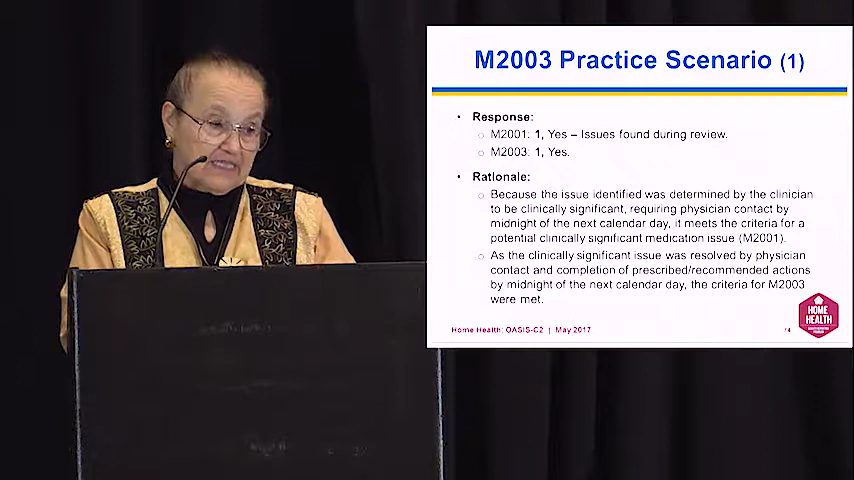 M2003 Practice Scenario (1)
• Response:
○ M2001: 1, Yes – Issues found during review.
○ M2003: 1, Yes.
• Rationale:
○ Because the issue identified was determined by the clinician
to be clinically significant, requiring physician contact by
midnight of the next calendar day, it meets the criteria for a
potential clinically significant medication issue (M2001).
○ As the clinically significant issue was resolved by physician
contact and completion of prescribed/recommended actions
by midnight of the next calendar day, the criteria for M2003
were met.
Home Health: OASIS-C2 | May 2017
HOME
HEALTH